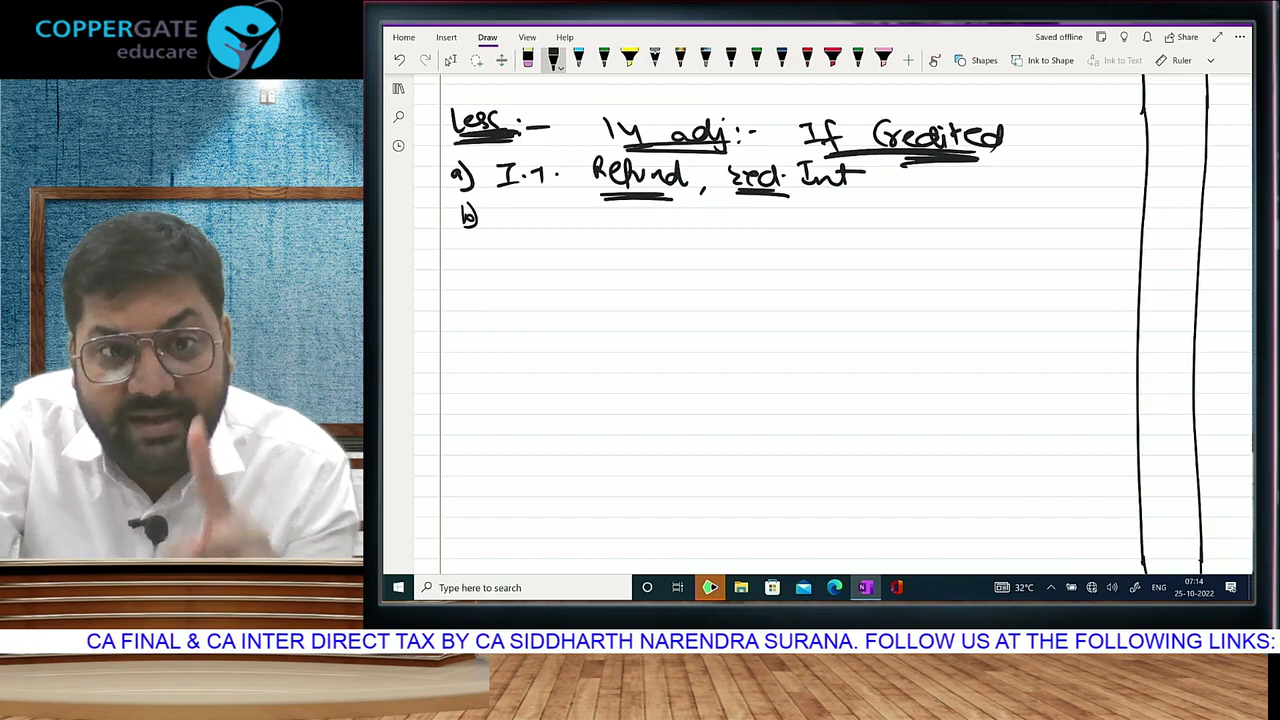 COPPERGATE
educare
Saved offline
Home Insert Draw View Help
Share
Shapes Ink to Shape Ink to Text Ruler
Less:- adj:- If Credited
a) I.T. Refund, Int
b)
Type here to search
32°C ENG 07:14
25-10-2022
CA FINAL & CA INTER DIRECT TAX BY CA SIDDHARTH NARENDRA SURANA. FOLLOW US AT THE FOLLOWING LINKS: